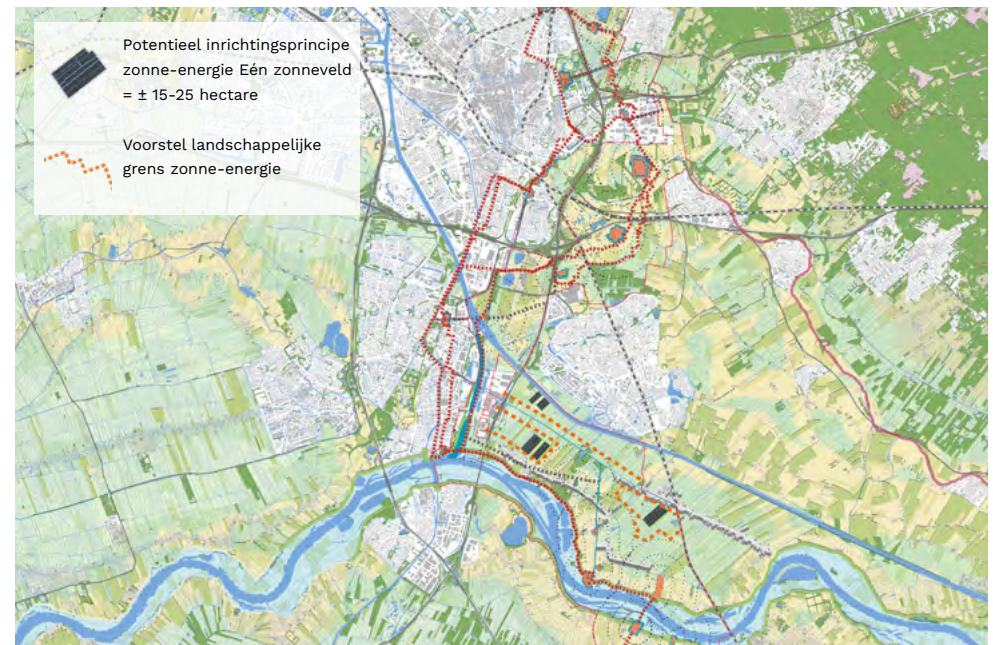 Potentieel inrichtingsprincipe
zonne-energie Eén zonneveld
= ± 15-25 hectare
Voorstel landschappelijke
grens zonne-energie